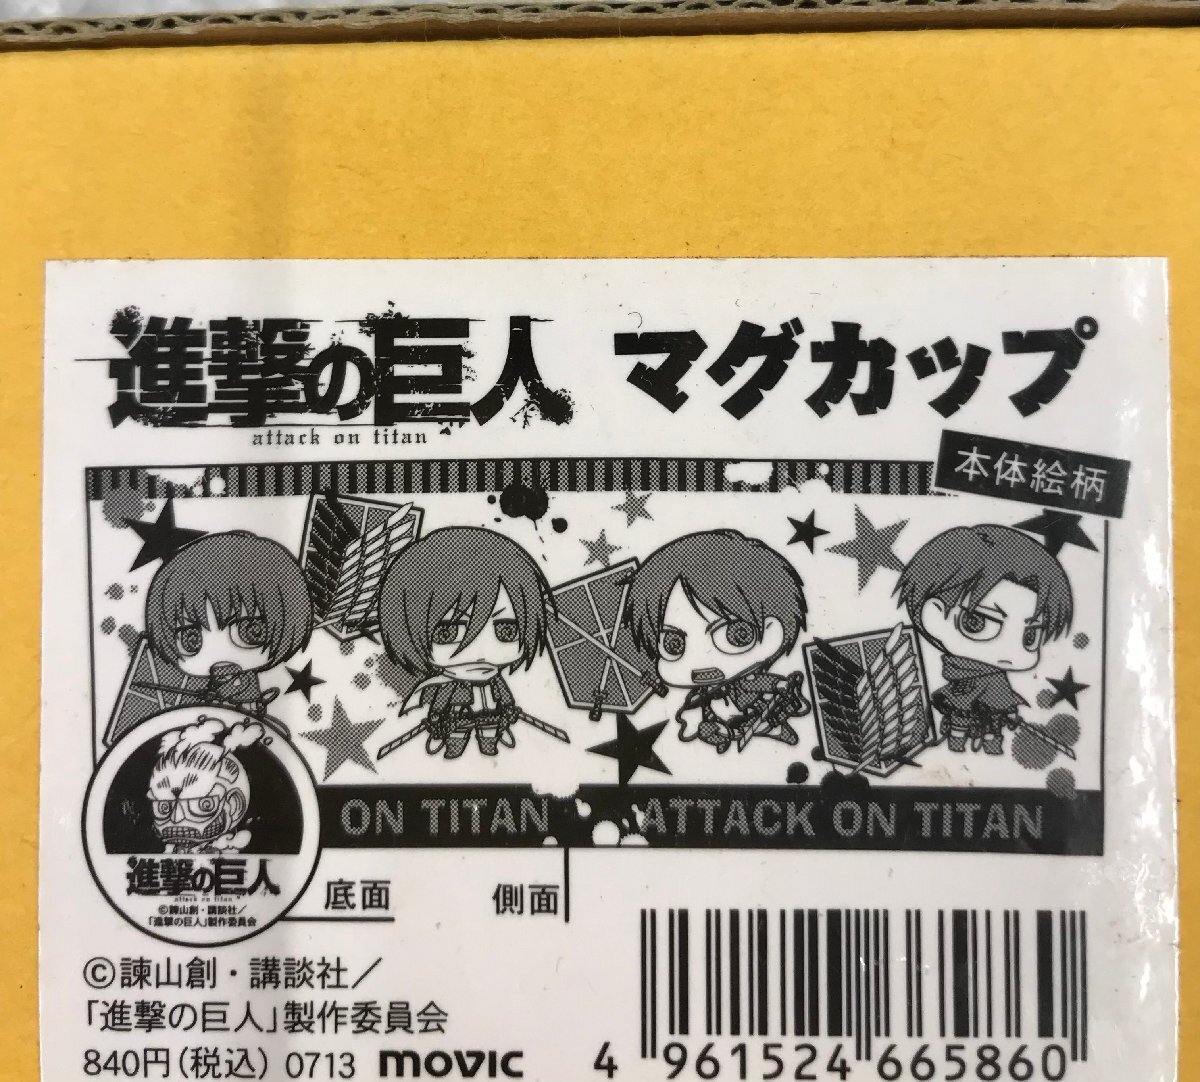 進撃の巨人 マグカップ
attack on titan
本体絵柄
ON TITAN ATTACK ON TITAN
進撃の巨人
attack on titan
©諫山創・講談社／
「進撃の巨人」製作委員会
底面 側面
©諫山創・講談社／
「進撃の巨人」製作委員会
840円(税込) 0713 movic
4 961524 665860